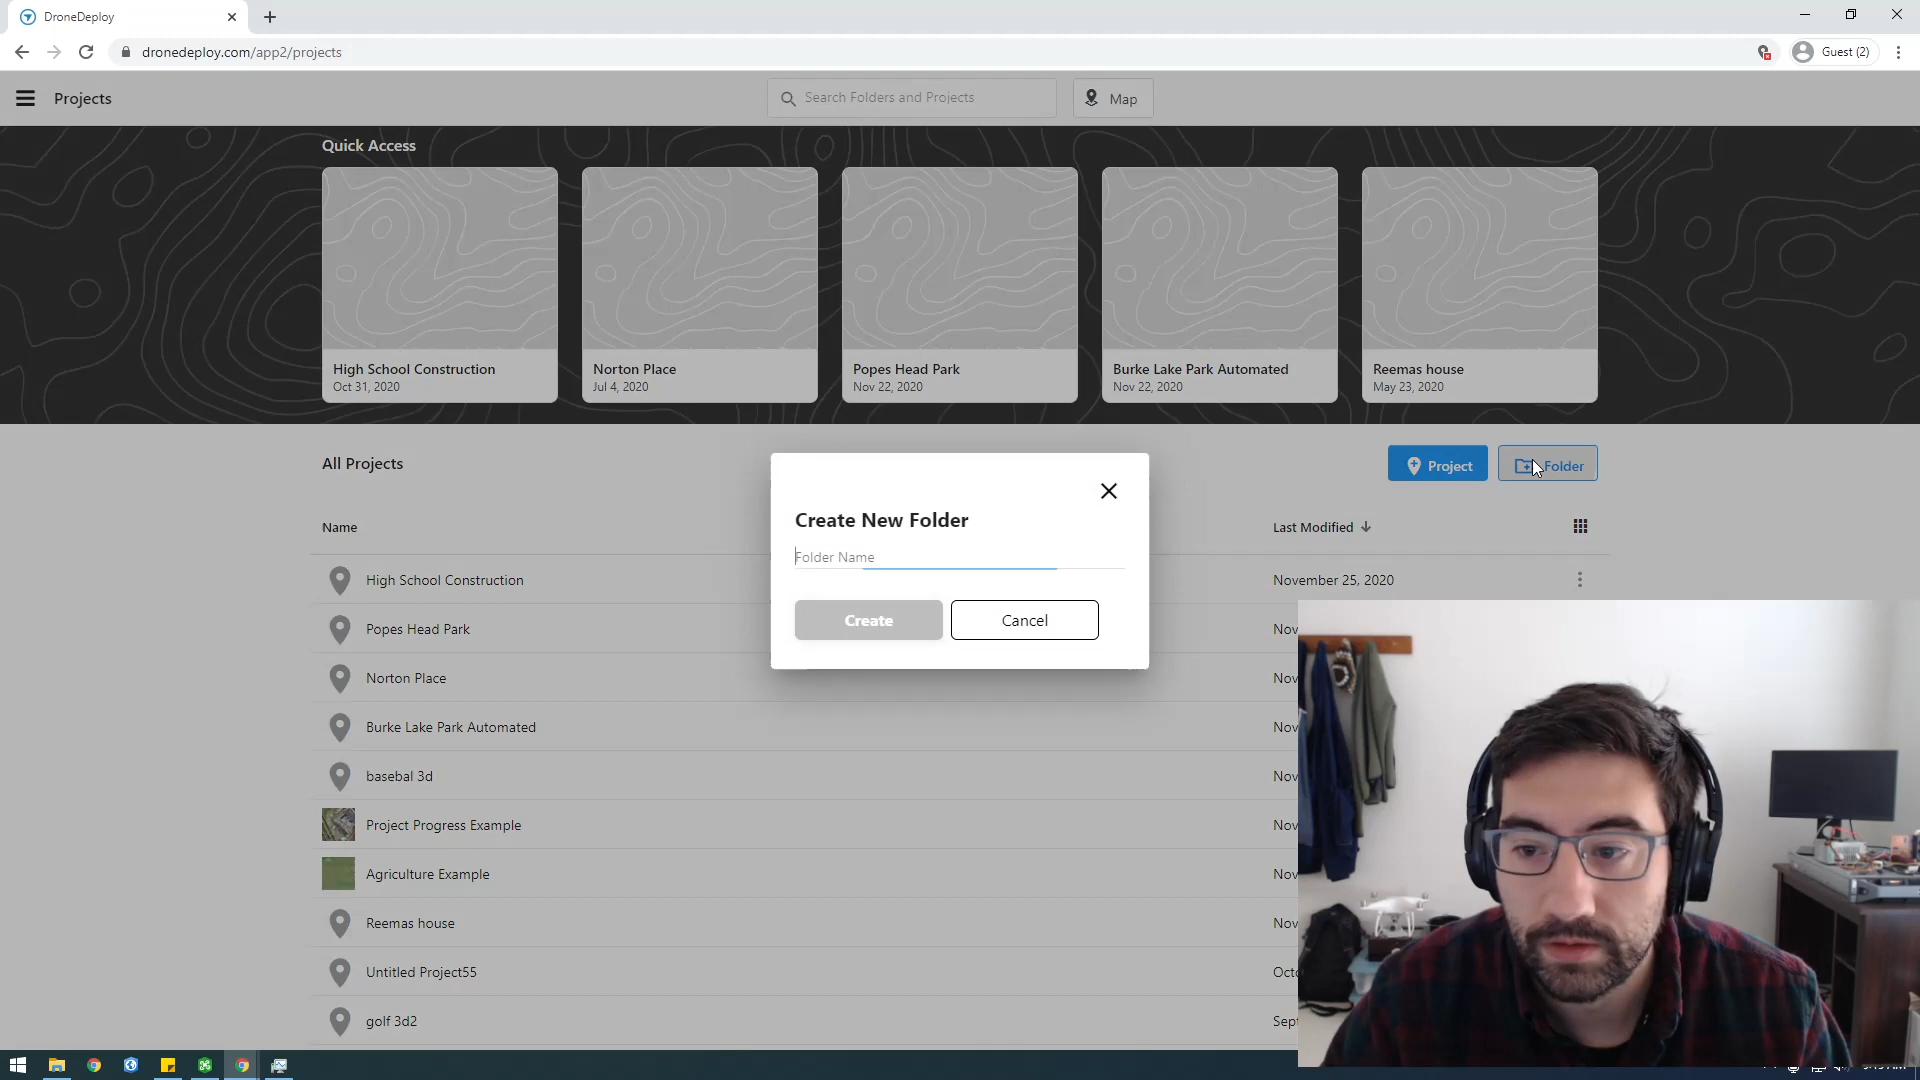 DroneDeploy
dronedeploy.com/app2/projects
Guest (2)
Projects
Search Folders and Projects
Map
Quick Access
High School Construction
Oct 31, 2020
Norton Place
Jul 4, 2020
Popes Head Park
Nov 22, 2020
Burke Lake Park Automated
Nov 22, 2020
Reemas house
May 23, 2020
All Projects
Project
Folder
Create New Folder
Folder Name
Create
Cancel
Name
Last Modified
High School Construction
November 25, 2020
Popes Head Park
Nov
Norton Place
Nov
Burke Lake Park Automated
Nov
basebal 3d
Nov
Project Progress Example
Nov
Agriculture Example
Nov
Reemas house
Nov
Untitled Project55
Octo
golf 3d2
Sept